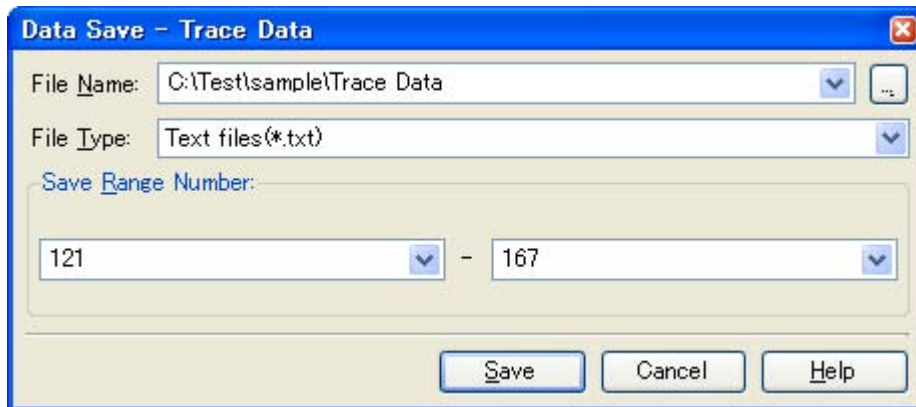 Data Save - Trace Data
File Name: C:\Test\sample\Trace Data ...
File Type: Text files(*.txt)
Save Range Number:
121 - 167
Save Cancel Help